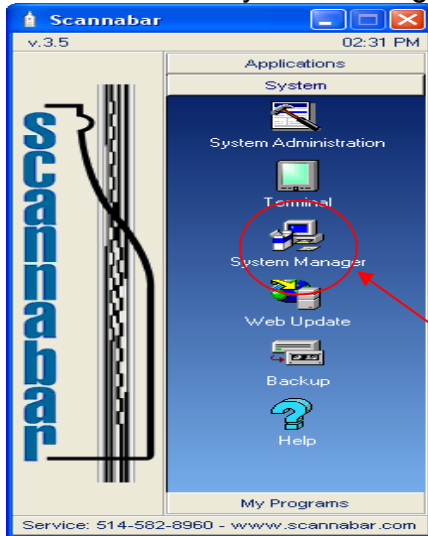 Scannabar
v.3.5 02:31 PM
Applications
System
System Administration
Terminal
System Manager
Web Update
Backup
Help
scannabar
My Programs
Service: 514-582-8960 - www.scannabar.com